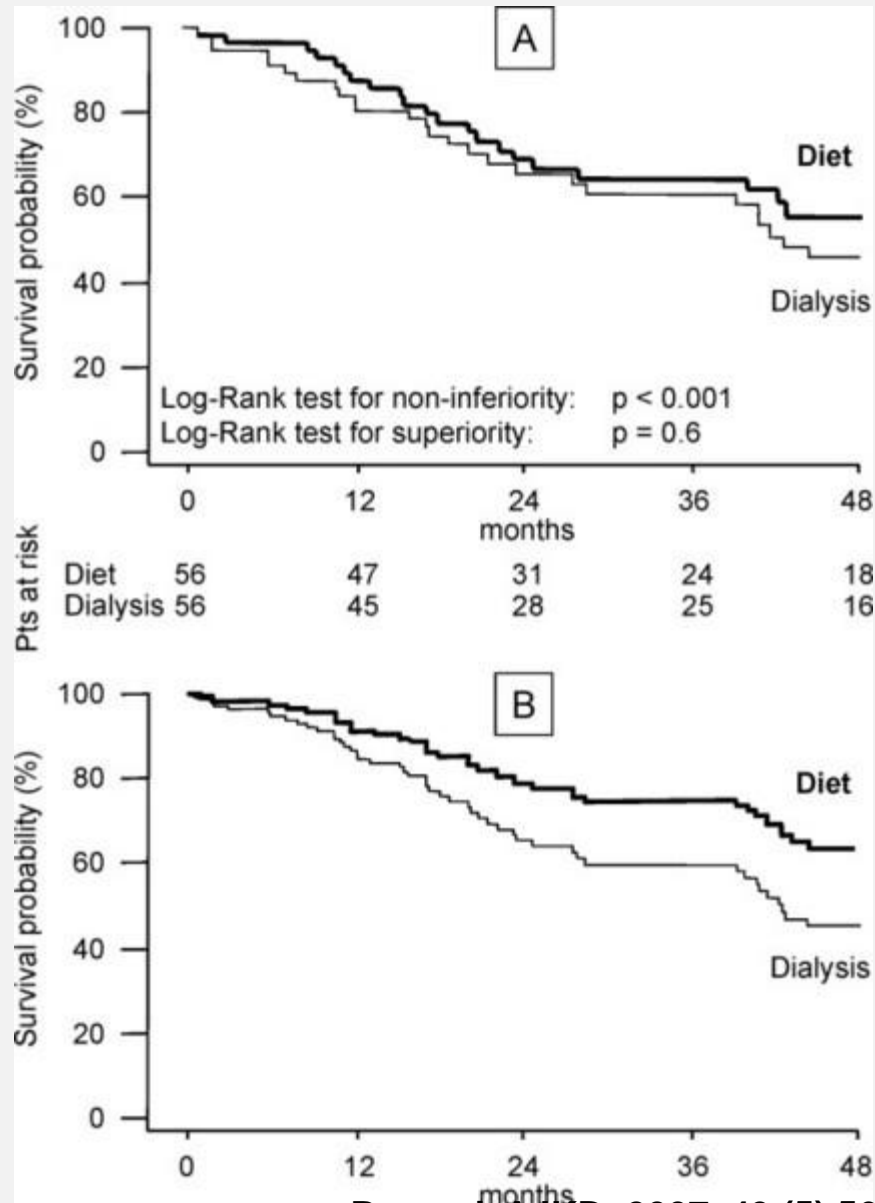 A
Survival probability (%)
100
80
60
40
20
0
Diet
Dialysis
Log-Rank test for non-inferiority: p < 0.001
Log-Rank test for superiority: p = 0.6
0 12 24 36 48
months
Pts at risk
Diet 56 47 31 24 18
Dialysis 56 45 28 25 16
B
Survival probability (%)
100
80
60
40
20
0
Diet
Dialysis
0 12 24 36 48
months